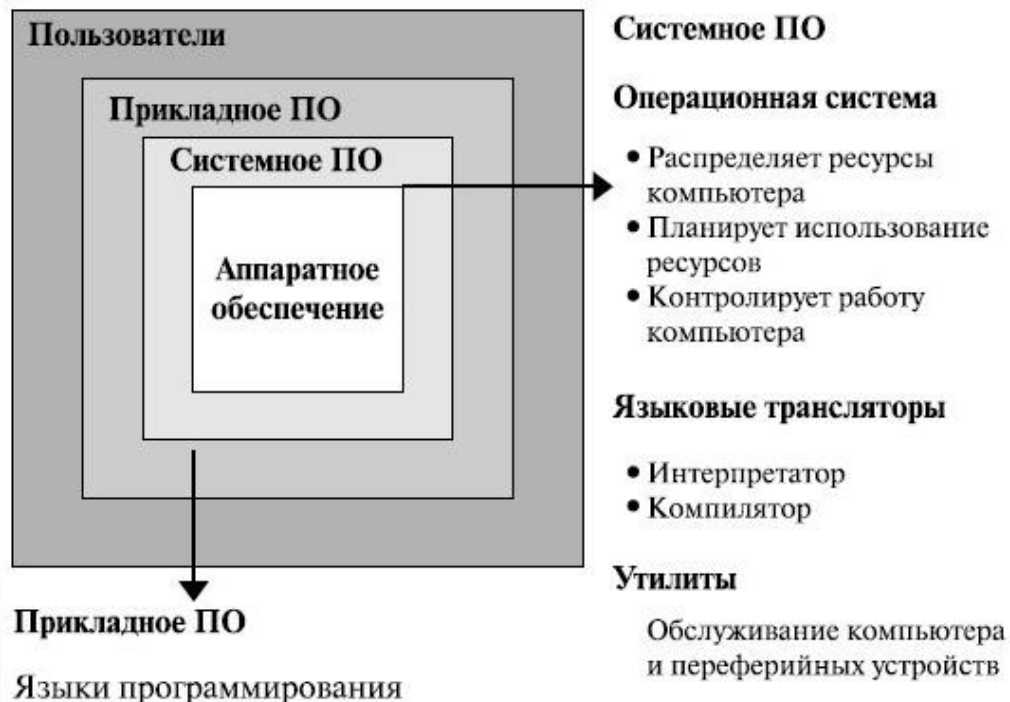 Пользователи
Прикладное ПО
Системное ПО
Аппаратное
обеспечение
Прикладное ПО
Языки программирования
Системное ПО
Операционная система
• Распределяет ресурсы
компьютера
• Планирует использование
ресурсов
• Контролирует работу
компьютера
Языковые трансляторы
• Интерпретатор
• Компилятор
Утилиты
Обслуживание компьютера
и переферийных устройств